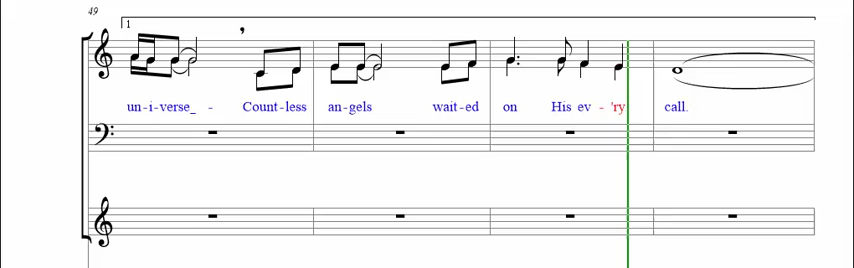 49
1
un-i-verse_ - Count-less an-gels wait-ed on His ev - 'ry call.